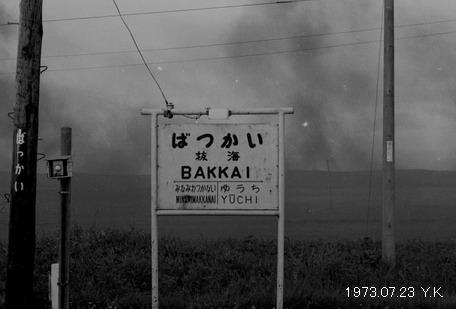 ばつかい
ばつかい
抜海
BAKKAI
みなみわつかない ゆうち
MINAMIWAKKANAI YŪCHI
1973.07.23 Y.K